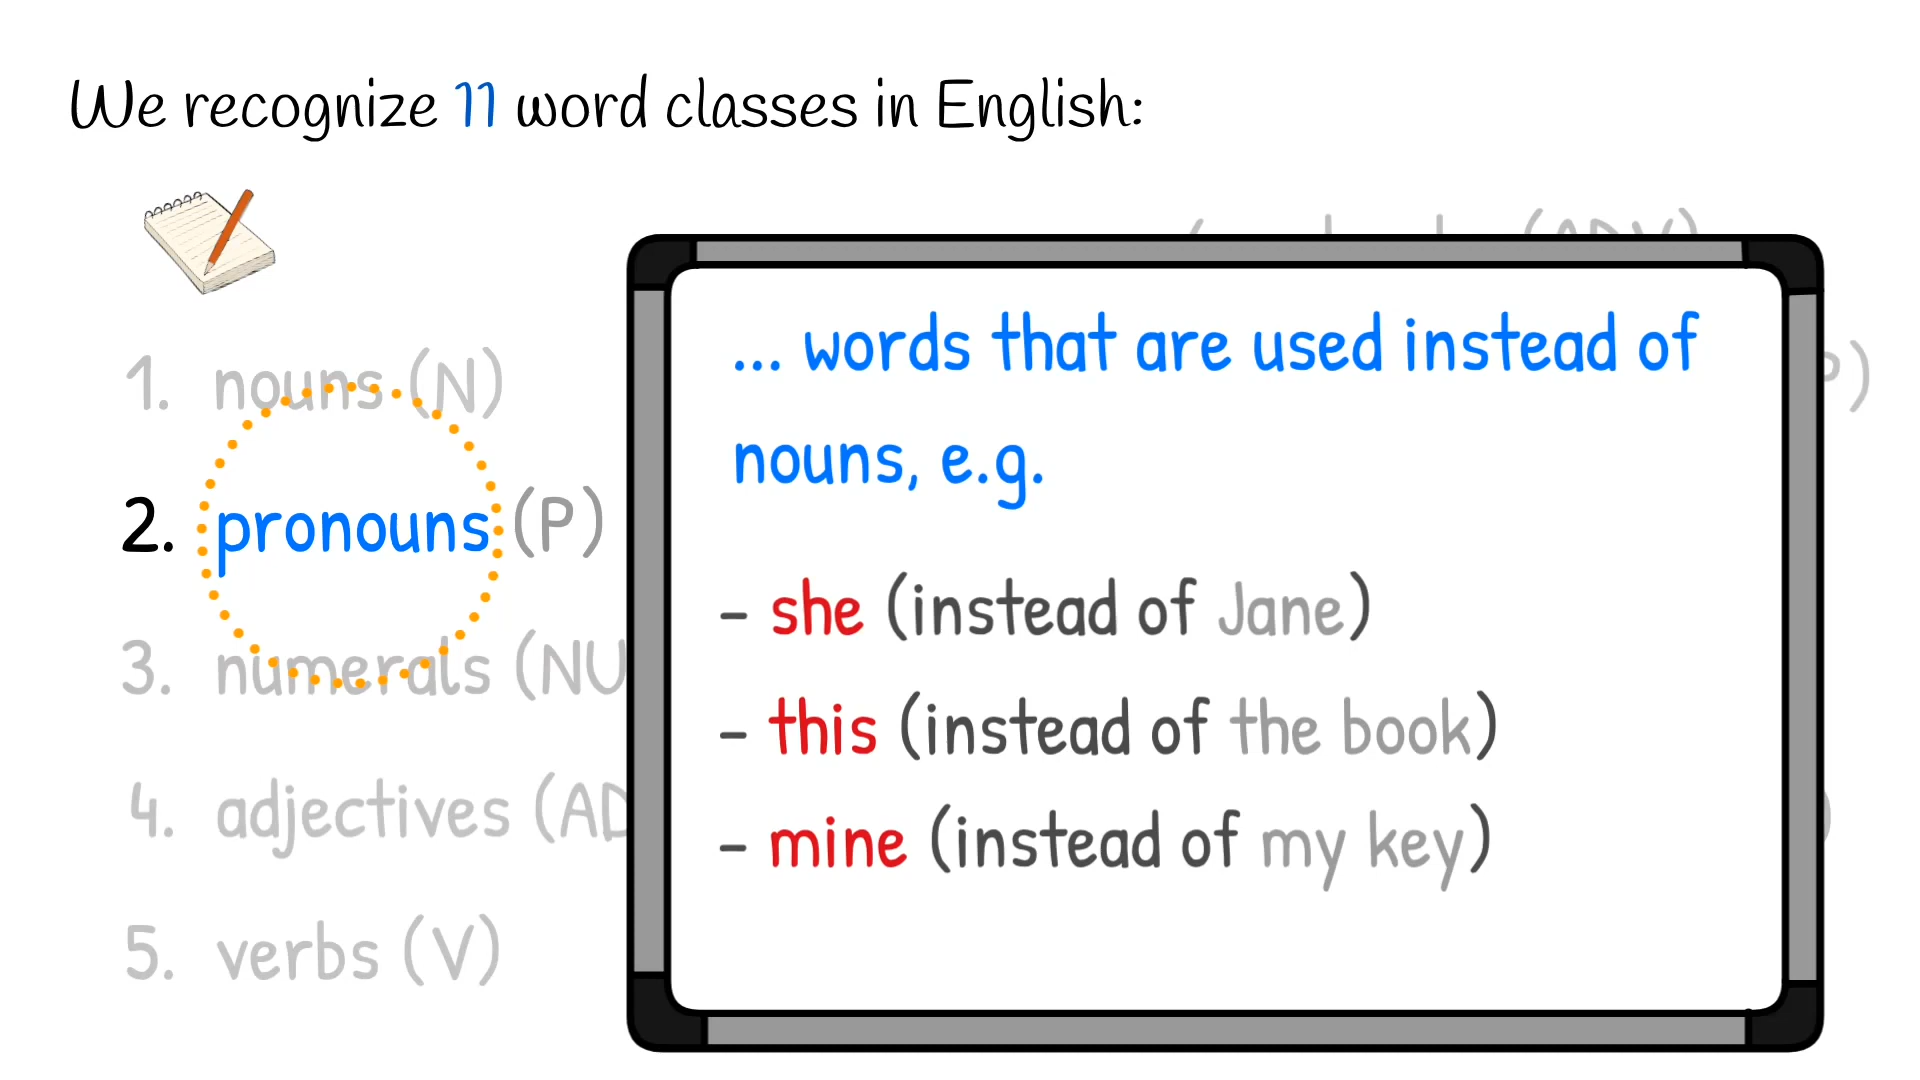 We recognize 11 word classes in English:
1. nouns (N)
2. pronouns (P)
3. numerals (NU
4. adjectives (AD
5. verbs (V)
... words that are used instead of
nouns, e.g.
- she (instead of Jane)
- this (instead of the book)
- mine (instead of my key)